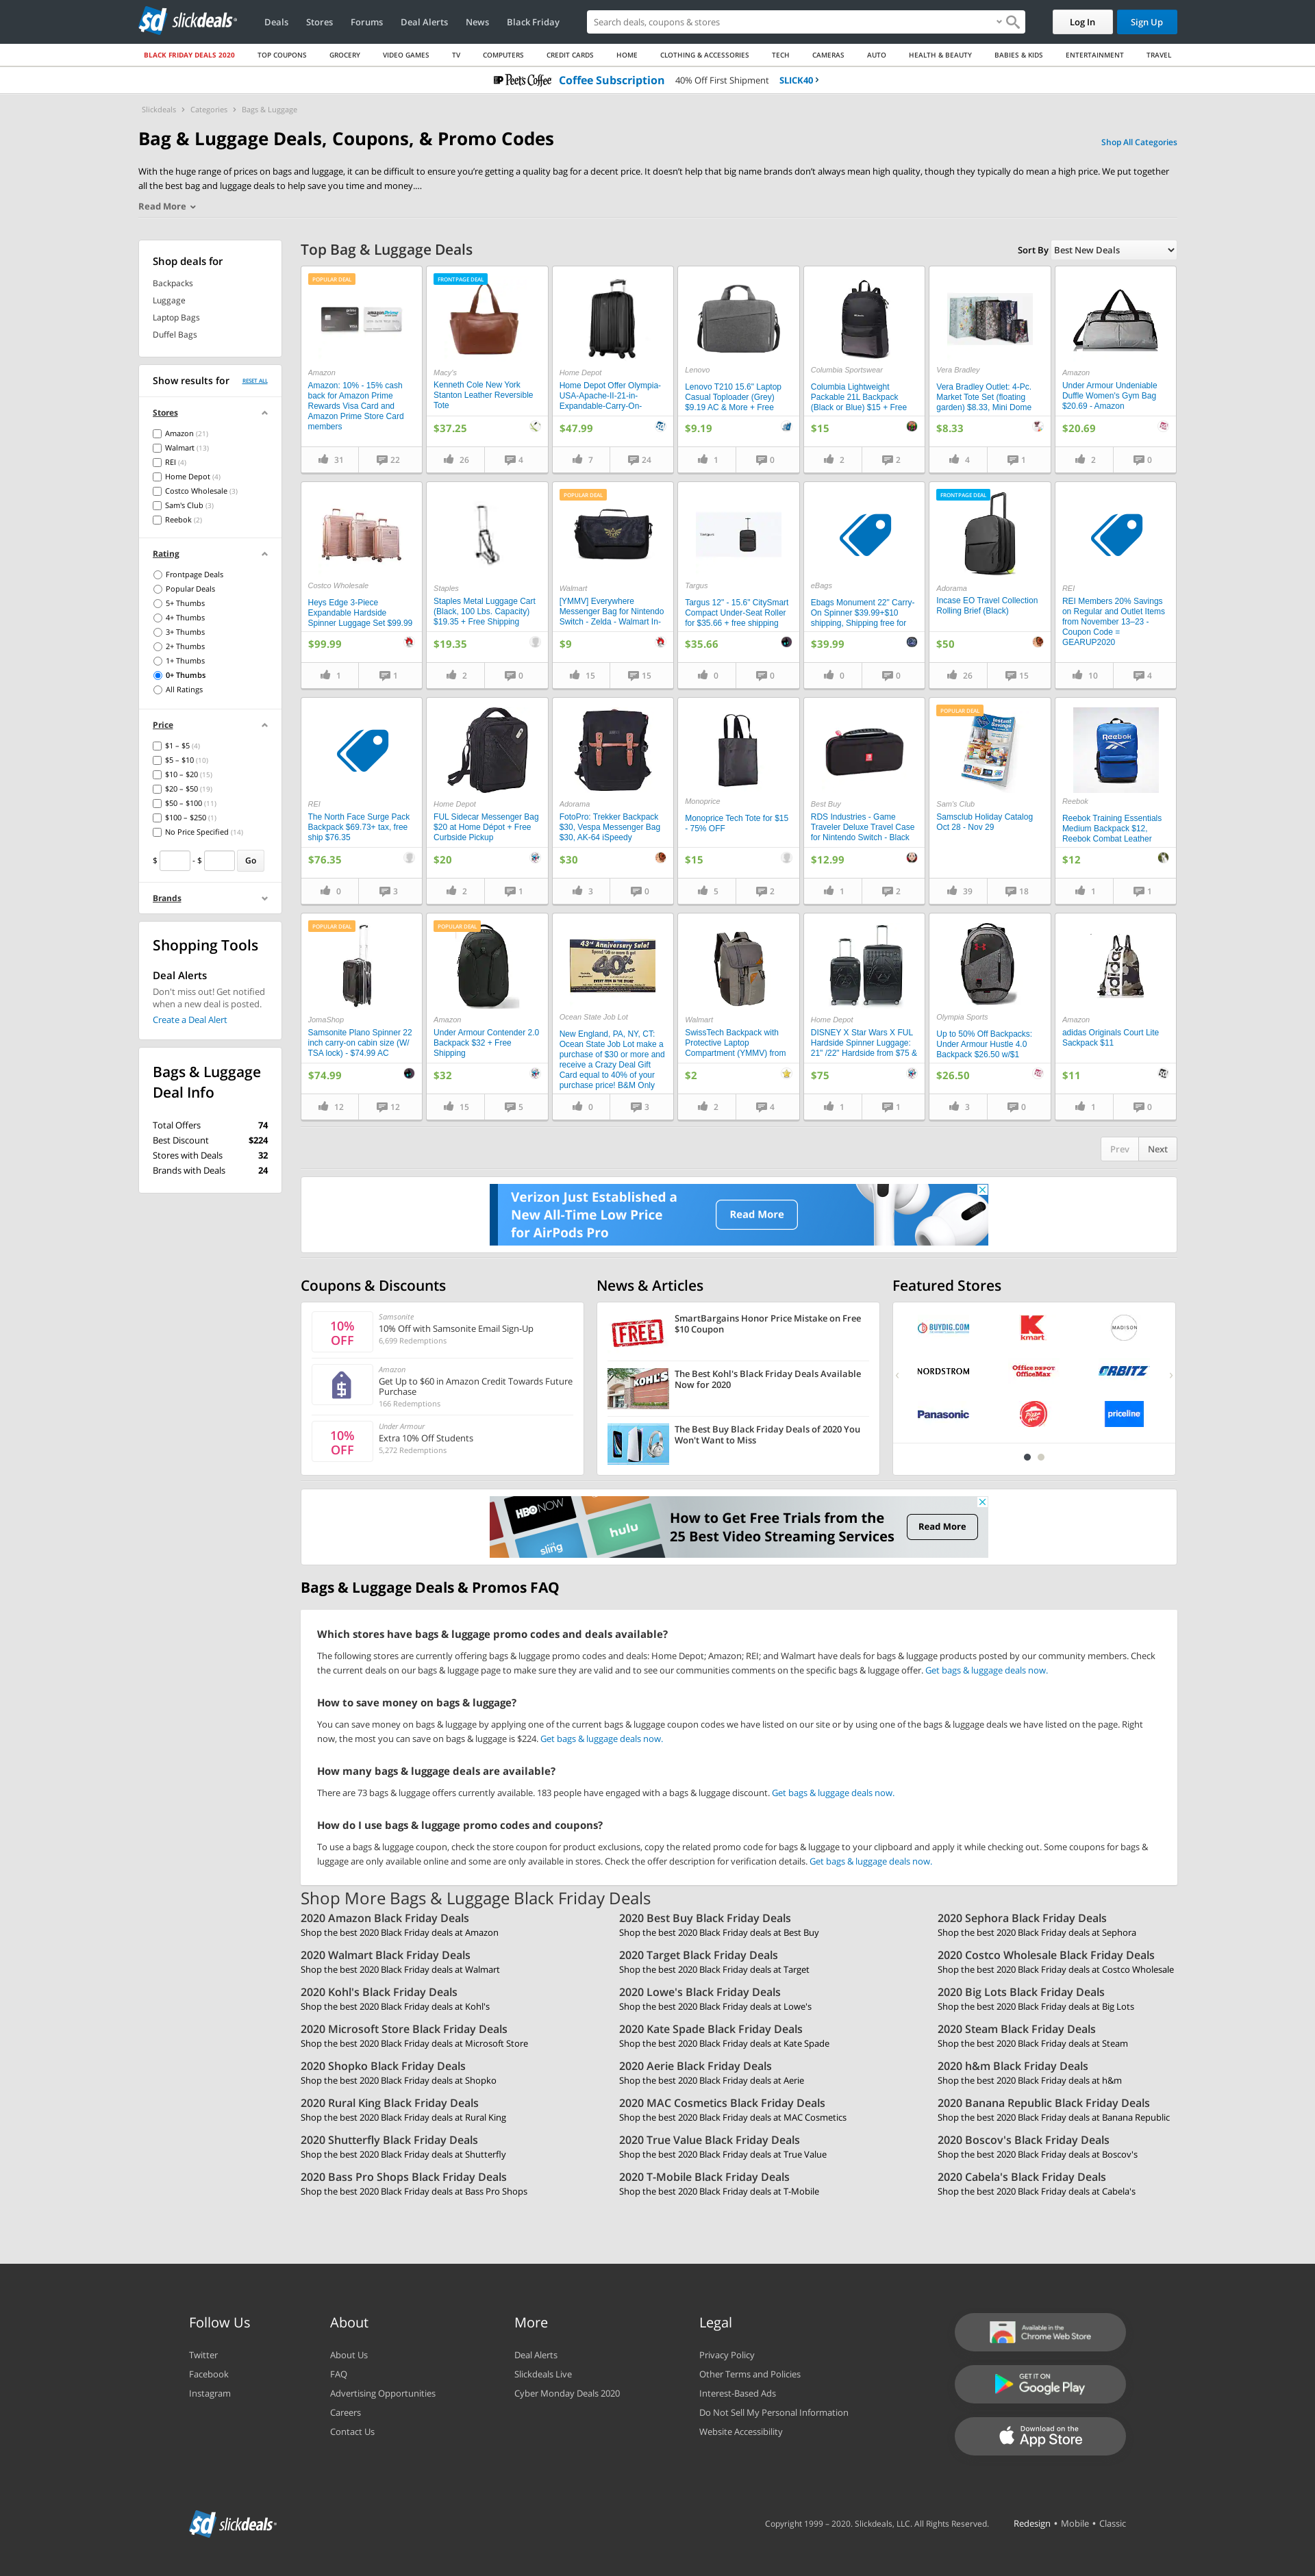 slickdeals
Deals Stores Forums Deal Alerts News Black Friday
Search deals, coupons & stores
Log In
Sign Up
BLACK FRIDAY DEALS 2020 TOP COUPONS GROCERY VIDEO GAMES TV COMPUTERS CREDIT CARDS HOME CLOTHING & ACCESSORIES TECH CAMERAS AUTO HEALTH & BEAUTY BABIES & KIDS ENTERTAINMENT TRAVEL
Peet's Coffee Coffee Subscription 40% Off First Shipment SLICK40
Slickdeals > Categories > Bags & Luggage
Bag & Luggage Deals, Coupons, & Promo Codes
Shop All Categories
With the huge range of prices on bags and luggage, it can be difficult to ensure you're getting a quality bag for a decent price. It doesn't help that big name brands don't always mean high quality, though they typically do mean a high price. We put together
all the best bag and luggage deals to help save you time and money....
Read More
Shop deals for
Backpacks
Luggage
Laptop Bags
Duffel Bags
Show results for RESET ALL
Stores
Amazon (21)
Walmart (13)
REI (4)
Home Depot (4)
Costco Wholesale (3)
Sam's Club (3)
Reebok (2)
Rating
Frontpage Deals
Popular Deals
5+ Thumbs
4+ Thumbs
3+ Thumbs
2+ Thumbs
1+ Thumbs
0+ Thumbs
All Ratings
Price
$1 – $5 (4)
$5 – $10 (10)
$10 – $20 (15)
$20 – $50 (19)
$50 – $100 (11)
$100 – $250 (1)
No Price Specified (14)
$ - $ Go
Brands
Shopping Tools
Deal Alerts
Don't miss out! Get notified
when a new deal is posted.
Create a Deal Alert
Bags & Luggage
Deal Info
Total Offers 74
Best Discount $224
Stores with Deals 32
Brands with Deals 24
Top Bag & Luggage Deals
Sort By Best New Deals
POPULAR DEAL
Amazon
Amazon: 10% - 15% cash
back for Amazon Prime
Rewards Visa Card and
Amazon Prime Store Card
members
31 22
FRONTPAGE DEAL
Macy's
Kenneth Cole New York
Stanton Leather Reversible
Tote
$37.25
26 4
Home Depot
Home Depot Offer Olympia-
USA-Apache-II-21-in-
Expandable-Carry-On-
$47.99
7 24
Lenovo
Lenovo T210 15.6" Laptop
Casual Toploader (Grey)
$9.19 AC & More + Free
$9.19
1 0
Columbia Sportswear
Columbia Lightweight
Packable 21L Backpack
(Black or Blue) $15 + Free
$15
2 2
Vera Bradley
Vera Bradley Outlet: 4-Pc.
Market Tote Set (floating
garden) $8.33, Mini Dome
$8.33
4 1
Amazon
Under Armour Undeniable
Duffle Women's Gym Bag
$20.69 - Amazon
$20.69
2 0
Costco Wholesale
Heys Edge 3-Piece
Expandable Hardside
Spinner Luggage Set $99.99
$99.99
1 1
Staples
Staples Metal Luggage Cart
(Black, 100 Lbs. Capacity)
$19.35 + Free Shipping
$19.35
2 0
POPULAR DEAL
Walmart
[YMMV] Everywhere
Messenger Bag for Nintendo
Switch - Zelda - Walmart In-
$9
15 15
Targus
Targus 12" - 15.6" CitySmart
Compact Under-Seat Roller
for $35.66 + free shipping
$35.66
0 0
eBags
Ebags Monument 22" Carry-
On Spinner $39.99+$10
shipping, Shipping free for
$39.99
0 0
FRONTPAGE DEAL
Adorama
Incase EO Travel Collection
Rolling Brief (Black)
$50
26 15
REI
REI Members 20% Savings
on Regular and Outlet Items
from November 13–23 -
Coupon Code =
GEARUP2020
10 4
REI
The North Face Surge Pack
Backpack $69.73+ tax, free
ship $76.35
$76.35
0 3
Home Depot
FUL Sidecar Messenger Bag
$20 at Home Dépot + Free
Curbside Pickup
$20
2 1
Adorama
FotoPro: Trekker Backpack
$30, Vespa Messenger Bag
$30, AK-64 iSpeedy
$30
3 0
Monoprice
Monoprice Tech Tote for $15
- 75% OFF
$15
5 2
Best Buy
RDS Industries - Game
Traveler Deluxe Travel Case
for Nintendo Switch - Black
$12.99
1 2
POPULAR DEAL
Sam's Club
Samsclub Holiday Catalog
Oct 28 - Nov 29
39 18
Reebok
Reebok Training Essentials
Medium Backpack $12,
Reebok Combat Leather
$12
1 1
POPULAR DEAL
JomaShop
Samsonite Plano Spinner 22
inch carry-on cabin size (W/
TSA lock) - $74.99 AC
$74.99
12 12
POPULAR DEAL
Amazon
Under Armour Contender 2.0
Backpack $32 + Free
Shipping
$32
15 5
43rd Anniversary Sale!
40%
Ocean State Job Lot
New England, PA, NY, CT:
Ocean State Job Lot make a
purchase of $30 or more and
receive a Crazy Deal Gift
Card equal to 40% of your
purchase price! B&M Only
0 3
Walmart
SwissTech Backpack with
Protective Laptop
Compartment (YMMV) from
$2
2 4
Home Depot
DISNEY X Star Wars X FUL
Hardside Spinner Luggage:
21" /22" Hardside from $75 &
$75
1 1
Olympia Sports
Up to 50% Off Backpacks:
Under Armour Hustle 4.0
Backpack $26.50 w/$1
$26.50
3 0
adidas
Amazon
adidas Originals Court Lite
Sackpack $11
$11
1 0
Prev Next
Verizon Just Established a
New All-Time Low Price
for AirPods Pro
Read More
Coupons & Discounts
10%
OFF
Samsonite
10% Off with Samsonite Email Sign-Up
6,699 Redemptions
Amazon
Get Up to $60 in Amazon Credit Towards Future
Purchase
166 Redemptions
10%
OFF
Under Armour
Extra 10% Off Students
5,272 Redemptions
News & Articles
FREE
SmartBargains Honor Price Mistake on Free
$10 Coupon
KOHL'S
The Best Kohl's Black Friday Deals Available
Now for 2020
The Best Buy Black Friday Deals of 2020 You
Won't Want to Miss
Featured Stores
BUYDIG.COM
kmart
MADISON
NORDSTROM
Office DEPOT
OfficeMax
ORBITZ
Panasonic
Pizza Hut
priceline
HBO NOW
hulu
sling
How to Get Free Trials from the
25 Best Video Streaming Services
Read More
Bags & Luggage Deals & Promos FAQ
Which stores have bags & luggage promo codes and deals available?
The following stores are currently offering bags & luggage promo codes and deals: Home Depot; Amazon; REI; and Walmart have deals for bags & luggage products posted by our community members. Check
the current deals on our bags & luggage page to make sure they are valid and to see our communities comments on the specific bags & luggage offer. Get bags & luggage deals now.
How to save money on bags & luggage?
You can save money on bags & luggage by applying one of the current bags & luggage coupon codes we have listed on our site or by using one of the bags & luggage deals we have listed on the page. Right
now, the most you can save on bags & luggage is $224. Get bags & luggage deals now.
How many bags & luggage deals are available?
There are 73 bags & luggage offers currently available. 183 people have engaged with a bags & luggage discount. Get bags & luggage deals now.
How do I use bags & luggage promo codes and coupons?
To use a bags & luggage coupon, check the store coupon for product exclusions, copy the related promo code for bags & luggage to your clipboard and apply it while checking out. Some coupons for bags &
luggage are only available online and some are only available in stores. Check the offer description for verification details. Get bags & luggage deals now.
Shop More Bags & Luggage Black Friday Deals
2020 Amazon Black Friday Deals
Shop the best 2020 Black Friday deals at Amazon
2020 Best Buy Black Friday Deals
Shop the best 2020 Black Friday deals at Best Buy
2020 Sephora Black Friday Deals
Shop the best 2020 Black Friday deals at Sephora
2020 Walmart Black Friday Deals
Shop the best 2020 Black Friday deals at Walmart
2020 Target Black Friday Deals
Shop the best 2020 Black Friday deals at Target
2020 Costco Wholesale Black Friday Deals
Shop the best 2020 Black Friday deals at Costco Wholesale
2020 Kohl's Black Friday Deals
Shop the best 2020 Black Friday deals at Kohl's
2020 Lowe's Black Friday Deals
Shop the best 2020 Black Friday deals at Lowe's
2020 Big Lots Black Friday Deals
Shop the best 2020 Black Friday deals at Big Lots
2020 Microsoft Store Black Friday Deals
Shop the best 2020 Black Friday deals at Microsoft Store
2020 Kate Spade Black Friday Deals
Shop the best 2020 Black Friday deals at Kate Spade
2020 Steam Black Friday Deals
Shop the best 2020 Black Friday deals at Steam
2020 Shopko Black Friday Deals
Shop the best 2020 Black Friday deals at Shopko
2020 Aerie Black Friday Deals
Shop the best 2020 Black Friday deals at Aerie
2020 h&m Black Friday Deals
Shop the best 2020 Black Friday deals at h&m
2020 Rural King Black Friday Deals
Shop the best 2020 Black Friday deals at Rural King
2020 MAC Cosmetics Black Friday Deals
Shop the best 2020 Black Friday deals at MAC Cosmetics
2020 Banana Republic Black Friday Deals
Shop the best 2020 Black Friday deals at Banana Republic
2020 Shutterfly Black Friday Deals
Shop the best 2020 Black Friday deals at Shutterfly
2020 True Value Black Friday Deals
Shop the best 2020 Black Friday deals at True Value
2020 Boscov's Black Friday Deals
Shop the best 2020 Black Friday deals at Boscov's
2020 Bass Pro Shops Black Friday Deals
Shop the best 2020 Black Friday deals at Bass Pro Shops
2020 T-Mobile Black Friday Deals
Shop the best 2020 Black Friday deals at T-Mobile
2020 Cabela's Black Friday Deals
Shop the best 2020 Black Friday deals at Cabela's
Follow Us
Twitter
Facebook
Instagram
About
About Us
FAQ
Advertising Opportunities
Careers
Contact Us
More
Deal Alerts
Slickdeals Live
Cyber Monday Deals 2020
Legal
Privacy Policy
Other Terms and Policies
Interest-Based Ads
Do Not Sell My Personal Information
Website Accessibility
Available in the
Chrome Web Store
GET IT ON
Google Play
Download on the
App Store
slickdeals
Copyright 1999 – 2020. Slickdeals, LLC. All Rights Reserved.
Redesign • Mobile • Classic